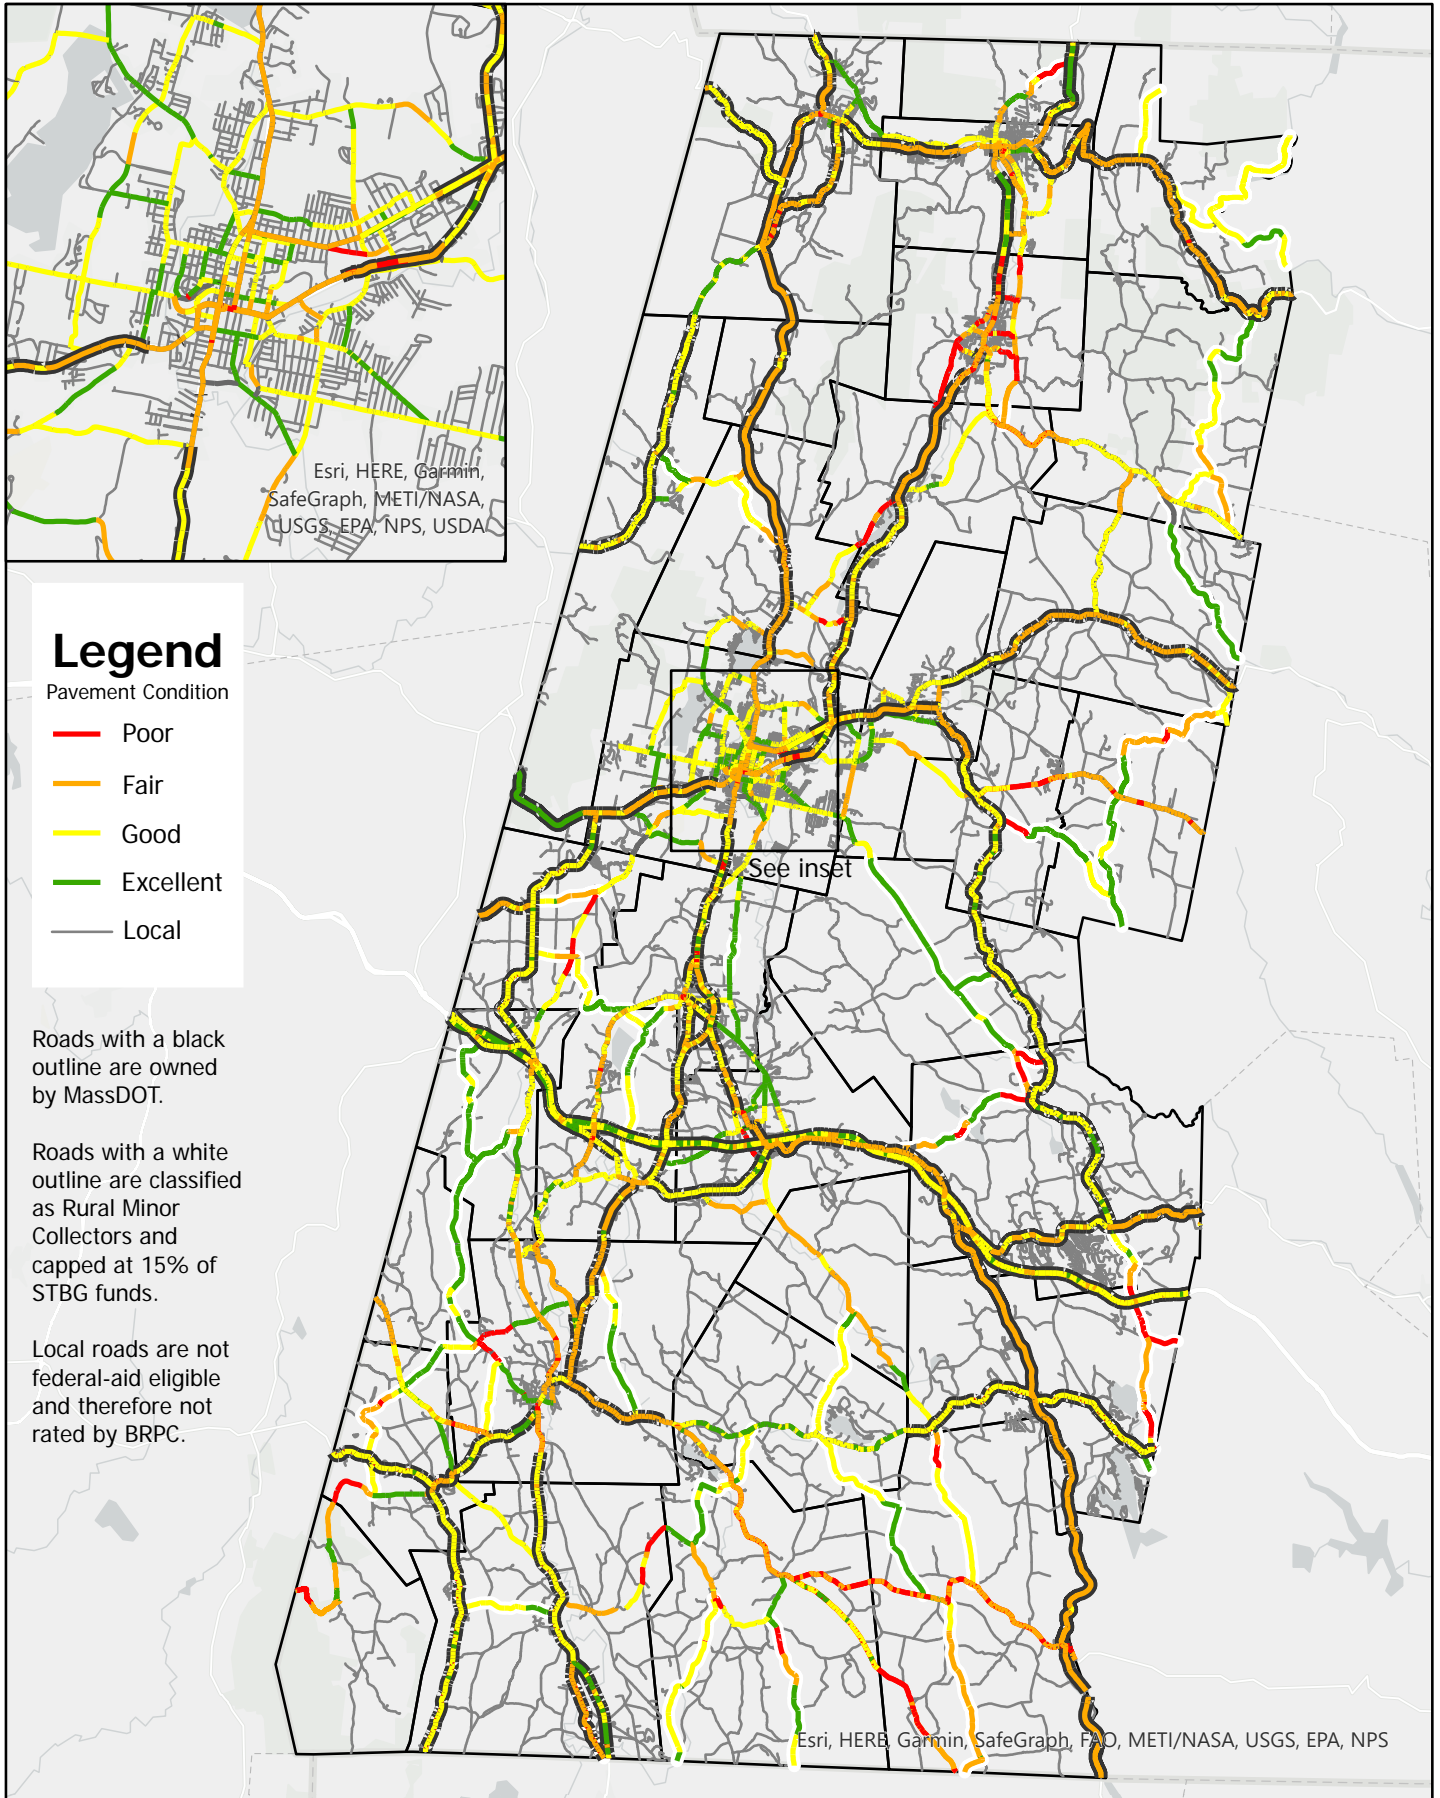 Esri, HERE, Garmin,
SafeGraph, METI/NASA,
USGS, EPA, NPS, USDA
Legend
Pavement Condition
Poor
Fair
Good
Excellent
Local
See inset
Roads with a black
outline are owned
by MassDOT.
Roads with a white
outline are classified
as Rural Minor
Collectors and
capped at 15% of
STBG funds.
Local roads are not
federal-aid eligible
and therefore not
rated by BRPC.
Esri, HERE, Garmin, SafeGraph, FAO, METI/NASA, USGS, EPA, NPS